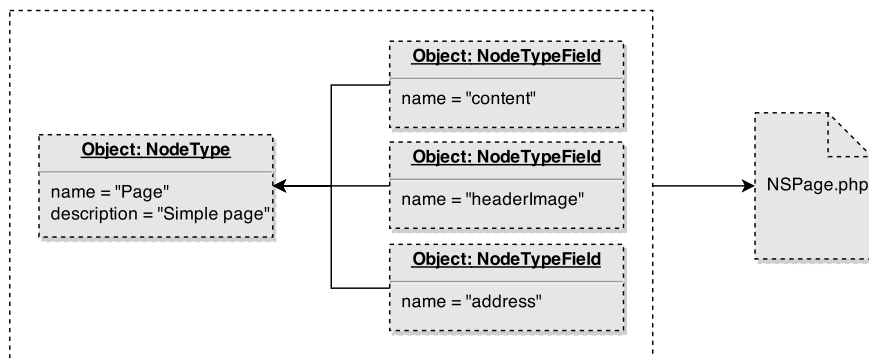 Object: NodeType
name = "Page"
description = "Simple page"
Object: NodeTypeField
name = "content"
Object: NodeTypeField
name = "headerImage"
Object: NodeTypeField
name = "address"
NSPage.php